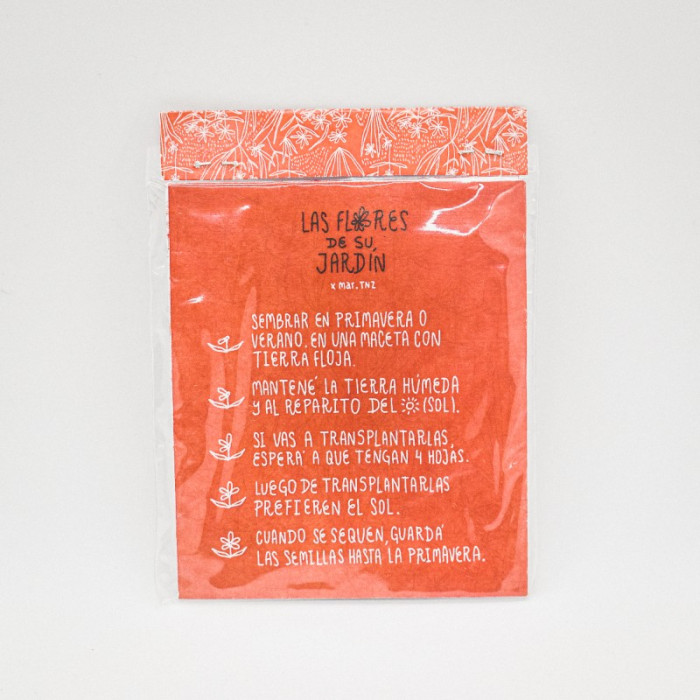 LAS FLORES
DE SU
JARDÍN
x Mar.TNZ
SEMBRAR EN PRIMAVERA O
VERANO. EN UNA MACETA CON
TIERRA FLOJA.
MANTENÉ LA TIERRA HÚMEDA
Y AL REPARITO DEL (SOL).
SI VAS A TRANSPLANTARLAS,
ESPERÁ A QUE TENGAN 4 HOJAS.
LUEGO DE TRANSPLANTARLAS
PREFIEREN EL SOL.
CUANDO SE SEQUEN, GUARDÁ
LAS SEMILLAS HASTA LA PRIMAVERA.